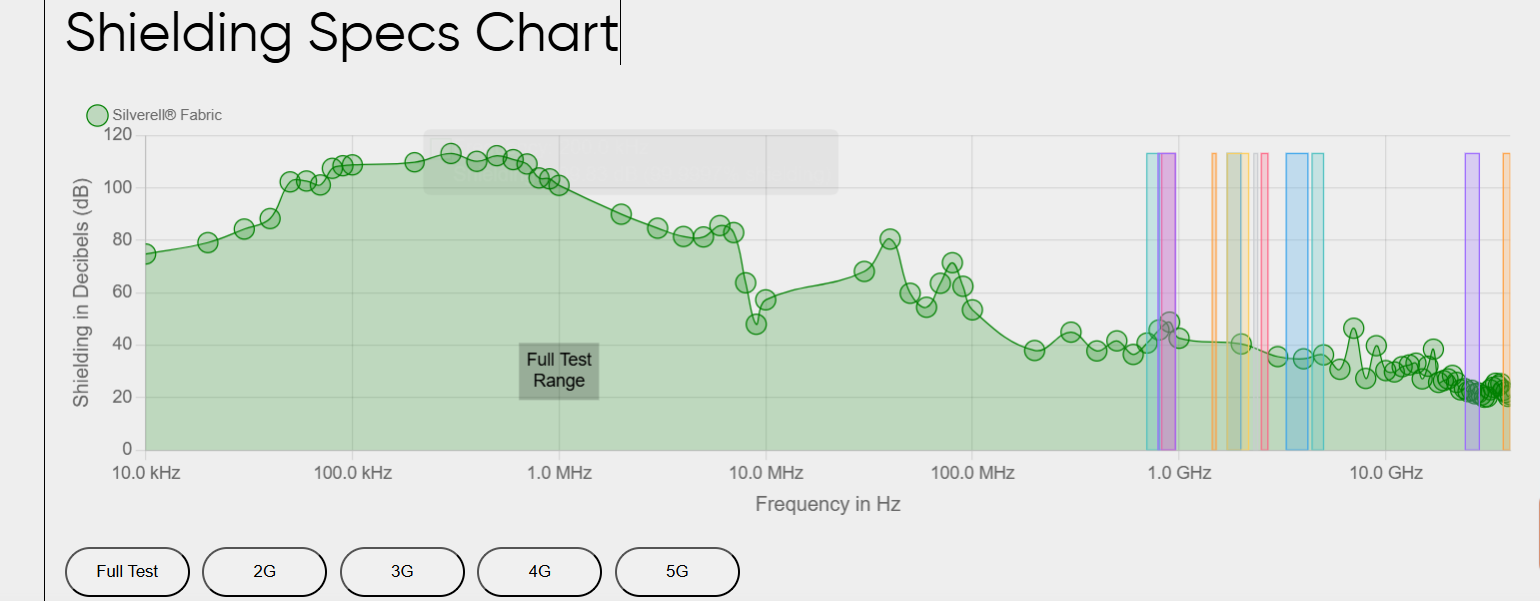 Shielding Specs Chart
Silverell® Fabric
120
100
80
60
40
20
0
Shielding in Decibels (dB)
Full Test
Range
10.0 kHz 100.0 kHz 1.0 MHz 10.0 MHz 100.0 MHz 1.0 GHz 10.0 GHz
Frequency in Hz
Full Test 2G 3G 4G 5G